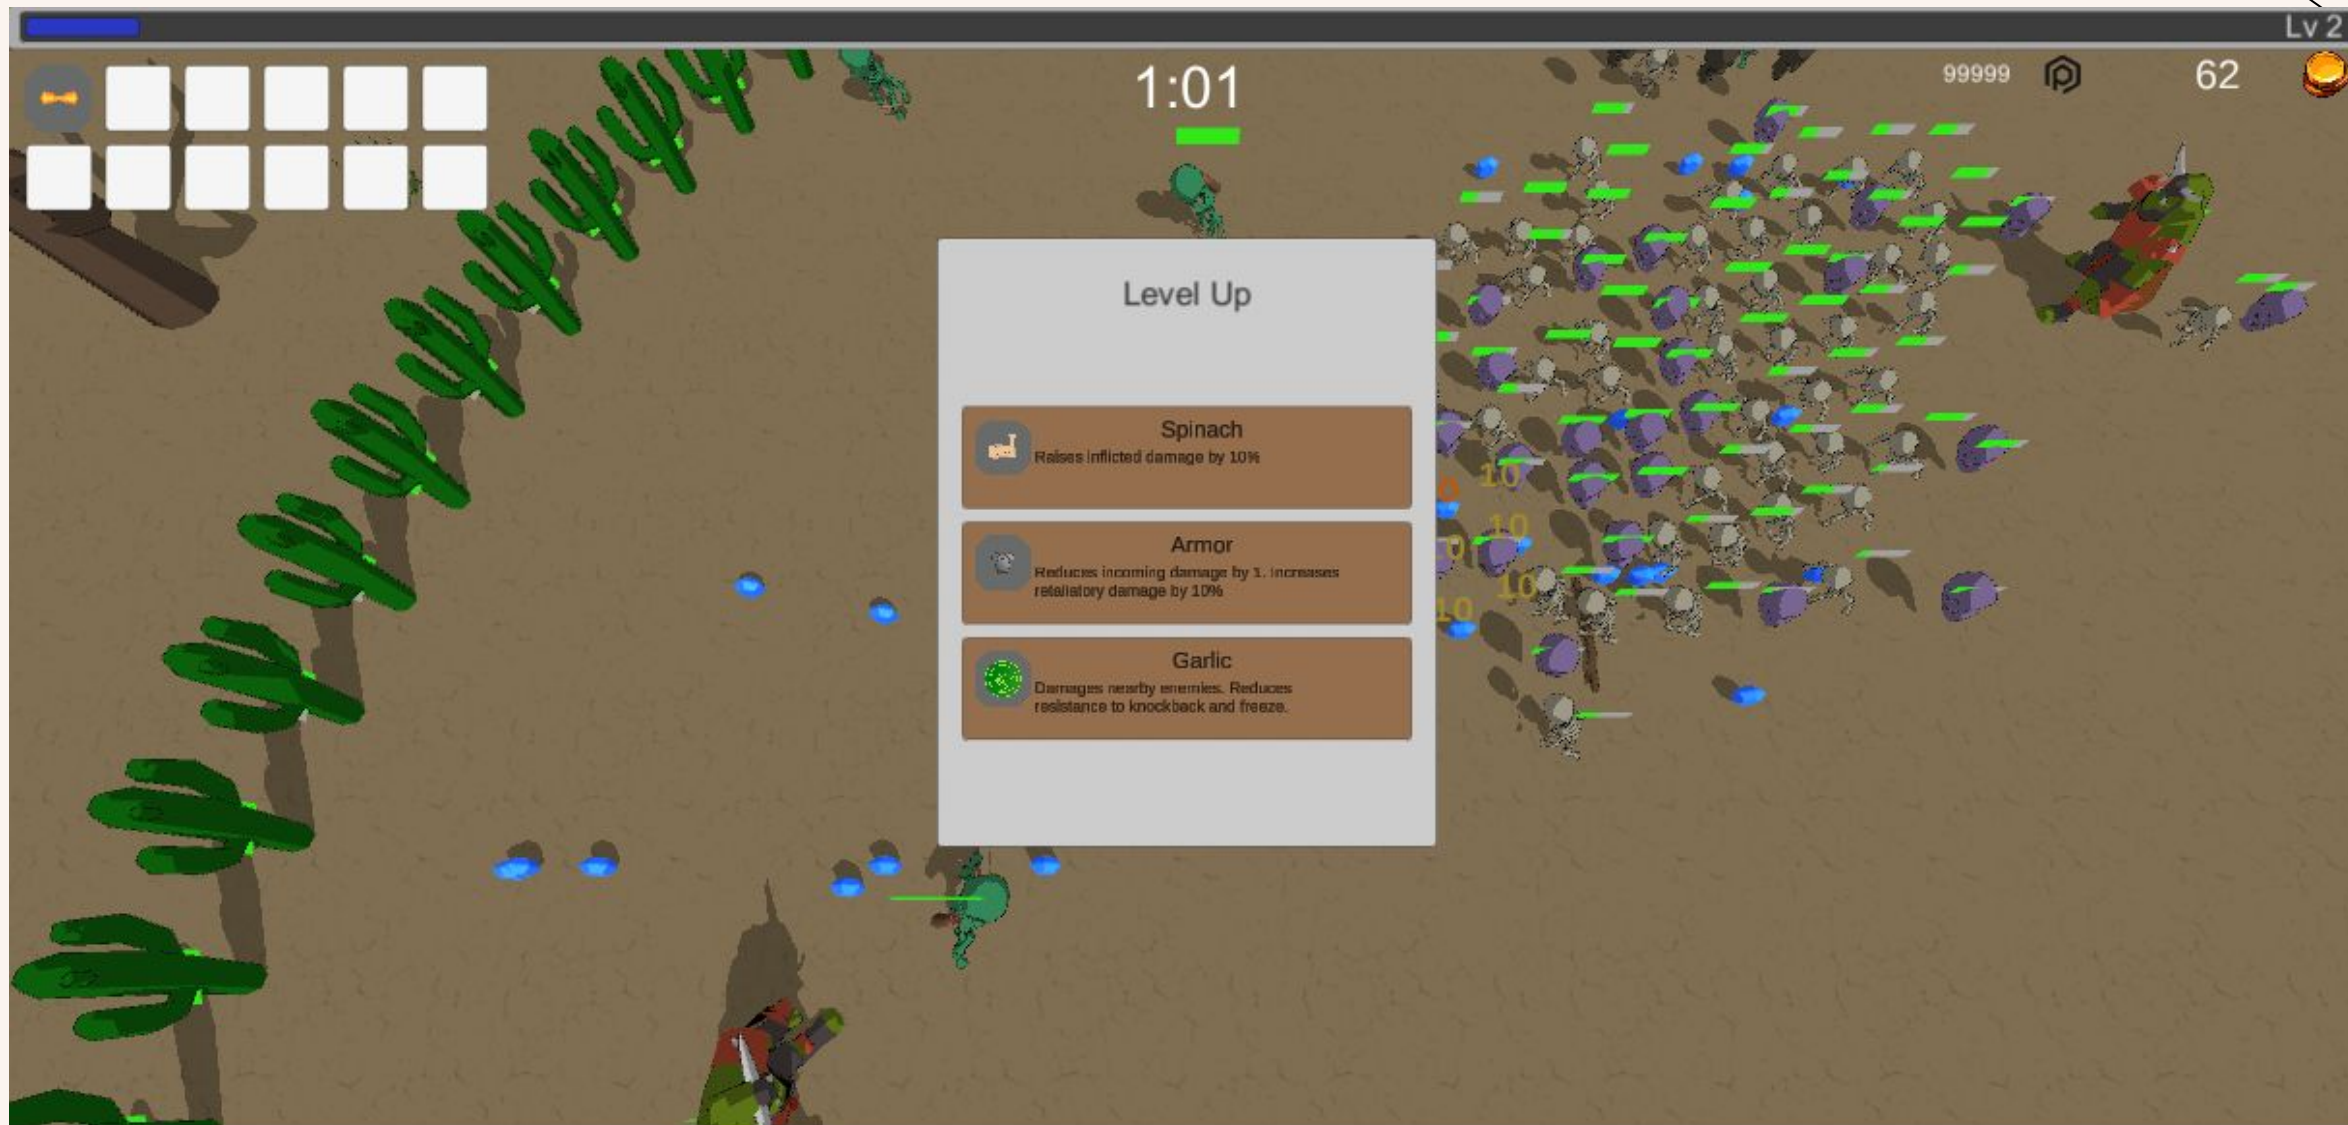 Lv 2
1:01
99999
62
Level Up
Spinach
Raises inflicted damage by 10%
Armor
Reduces incoming damage by 1. Increases
retaliatory damage by 10%
Garlic
Damages nearby enemies. Reduces
resistance to knockback and freeze.
10
0
10
0
10
10